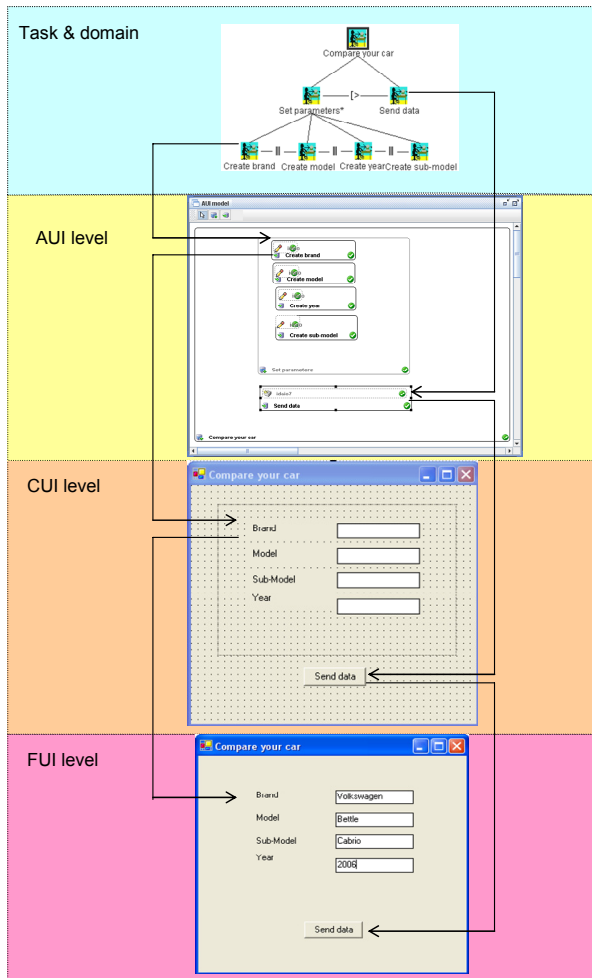 Task & domain
Compare your car
[>
Set parameters* Send data
||| ||| |||
Create brand Create model Create year Create sub-model
AUI level
AUI model
Create brand
Create model
Create year
Create sub-model
Set parameters
Send data
Compare your car
CUI level
Compare your car
Brand
Model
Sub-Model
Year
Send data
FUI level
Compare your car
Brand Volkswagen
Model Bettle
Sub-Model Cabrio
Year 2006
Send data